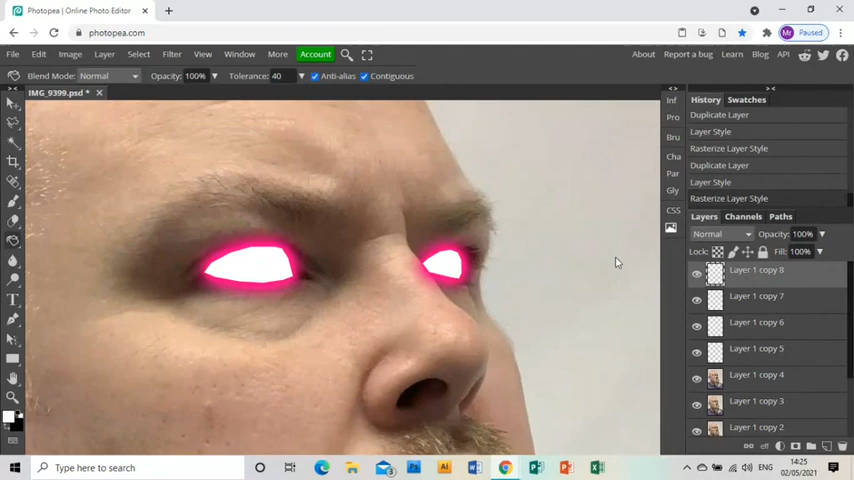 Photopea | Online Photo Editor
photopea.com
Mr
Paused
File Edit Image Layer Select Filter View Window More Account
About Learn Blog API
Blend Mode: Normal Opacity: 100% Tolerance: 40 Anti-alias Contiguous
IMG_9399.psd *
Inf
Pro
Bru
Cha
Par
Gly
CSS
History Swatches
Duplicate Layer
Layer Style
Rasterize Layer Style
Duplicate Layer
Layer Style
Rasterize Layer Style
Layers Channels Paths
Normal Opacity: 100%
Lock: Fill: 100%
Layer 1 copy 8
Layer 1 copy 7
Layer 1 copy 6
Layer 1 copy 5
Layer 1 copy 4
Layer 1 copy 3
Layer 1 copy 2
eff
Type here to search
ENG
14:25
02/05/2021